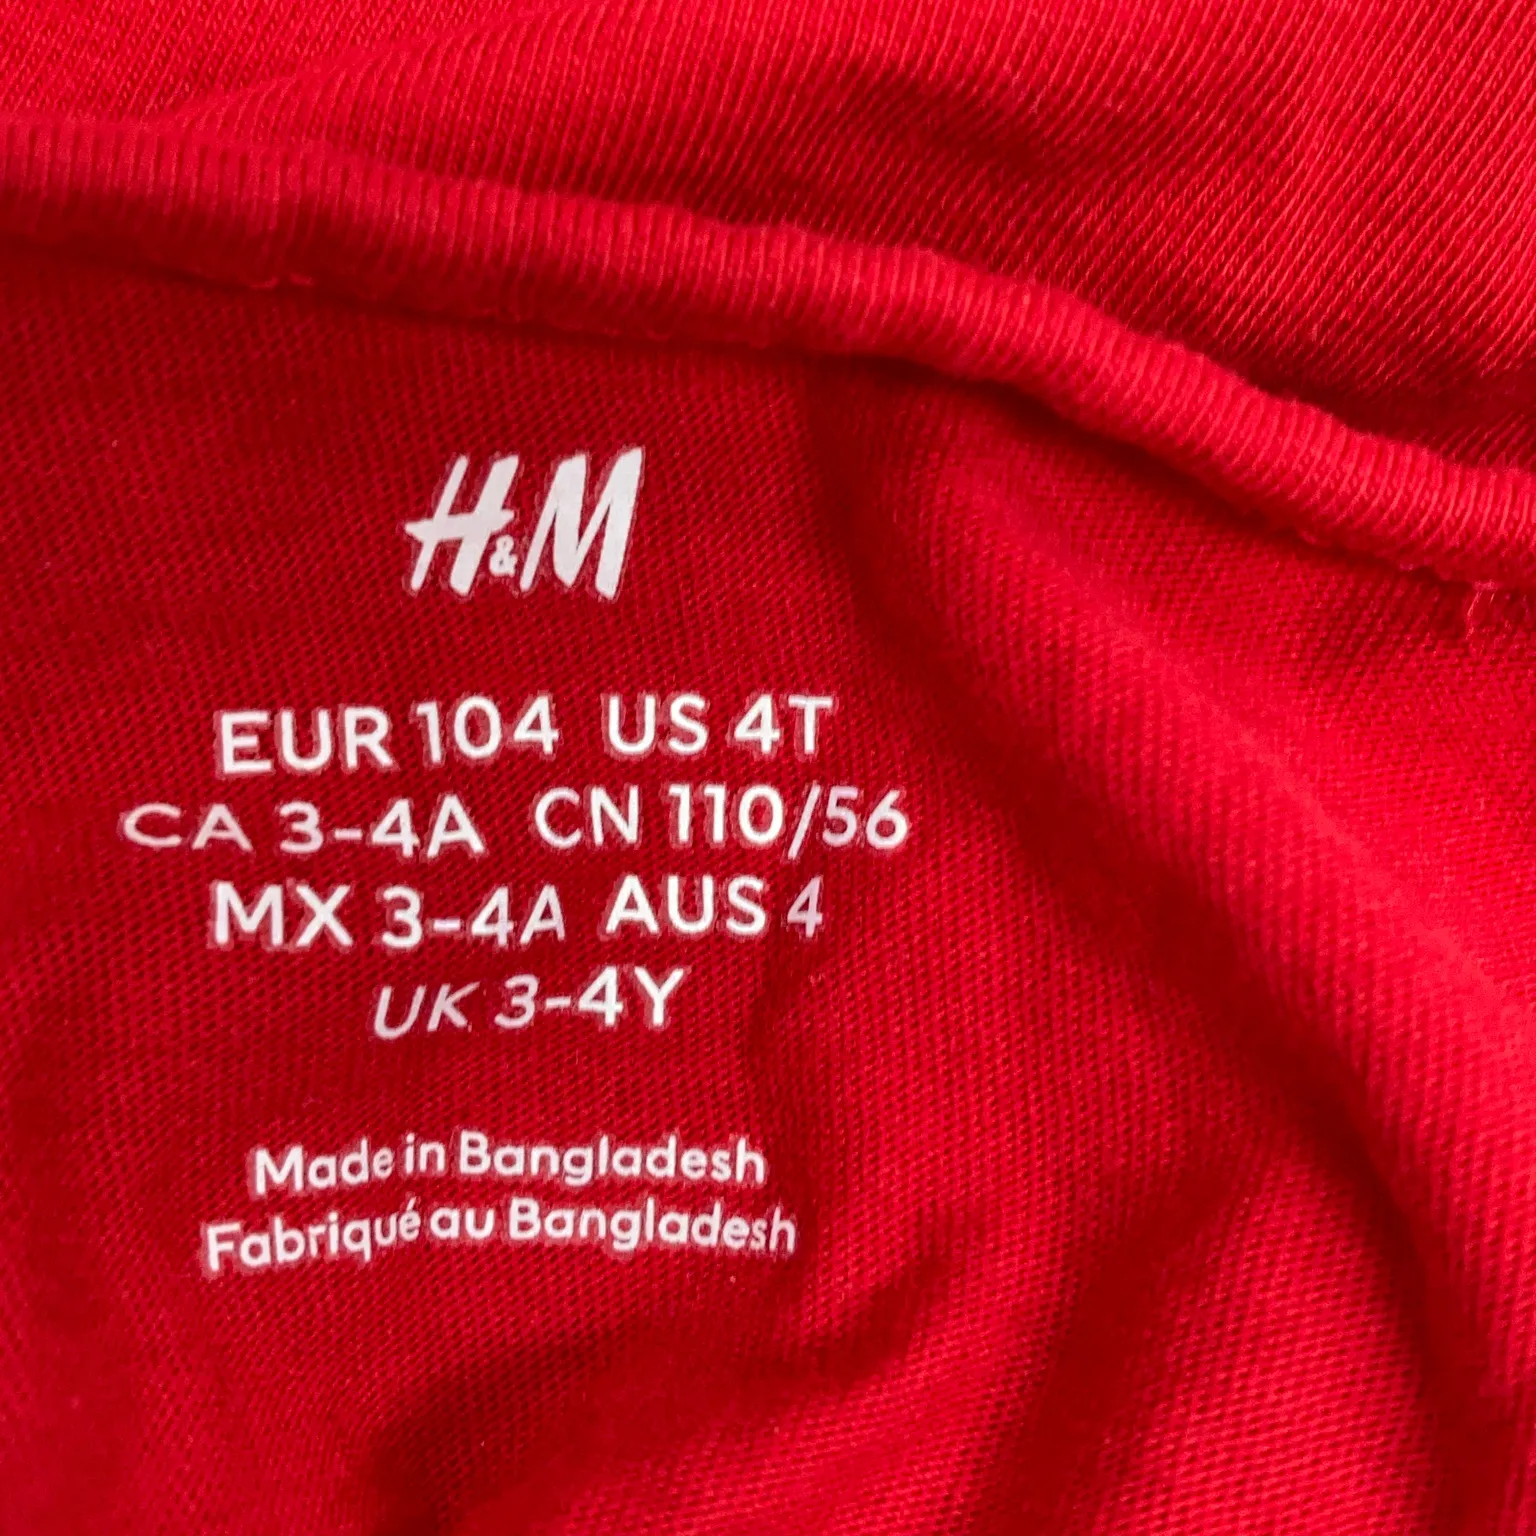 H&M
EUR 104 US 4T
CA 3-4A CN 110/56
MX 3-4A AUS 4
UK 3-4Y
Made in Bangladesh
Fabriqué au Bangladesh